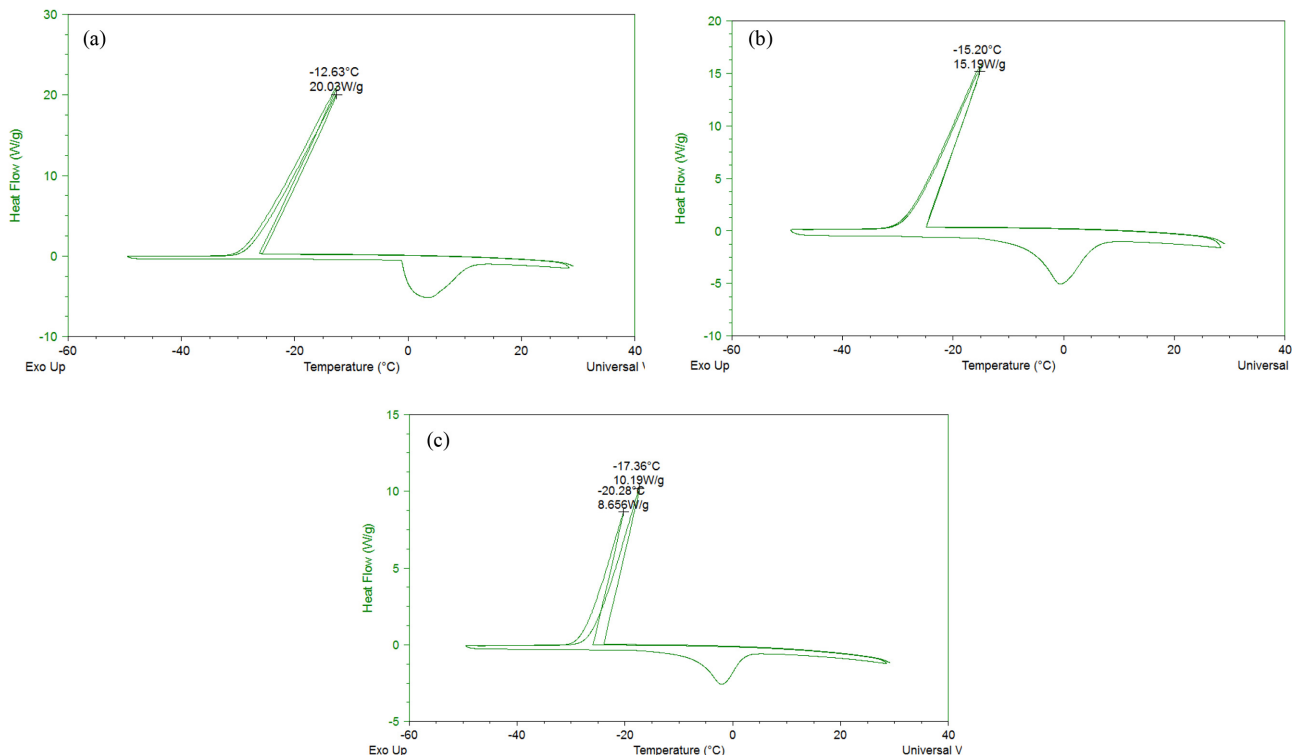 (a)
30
20
10
0
-10
Heat Flow (W/g)
-12.63°C
20.03W/g
-60
-40
-20
0
20
40
Exo Up
Temperature (°C)
Universal V
(b)
20
15
10
5
0
-5
-10
Heat Flow (W/g)
-15.20°C
15.19W/g
-60
-40
-20
0
20
40
Exo Up
Temperature (°C)
Universal
(c)
15
10
5
0
-5
Heat Flow (W/g)
-17.36°C
10.19W/g
-20.28°C
8.656W/g
-60
-40
-20
0
20
40
Exo Up
Temperature (°C)
Universal V